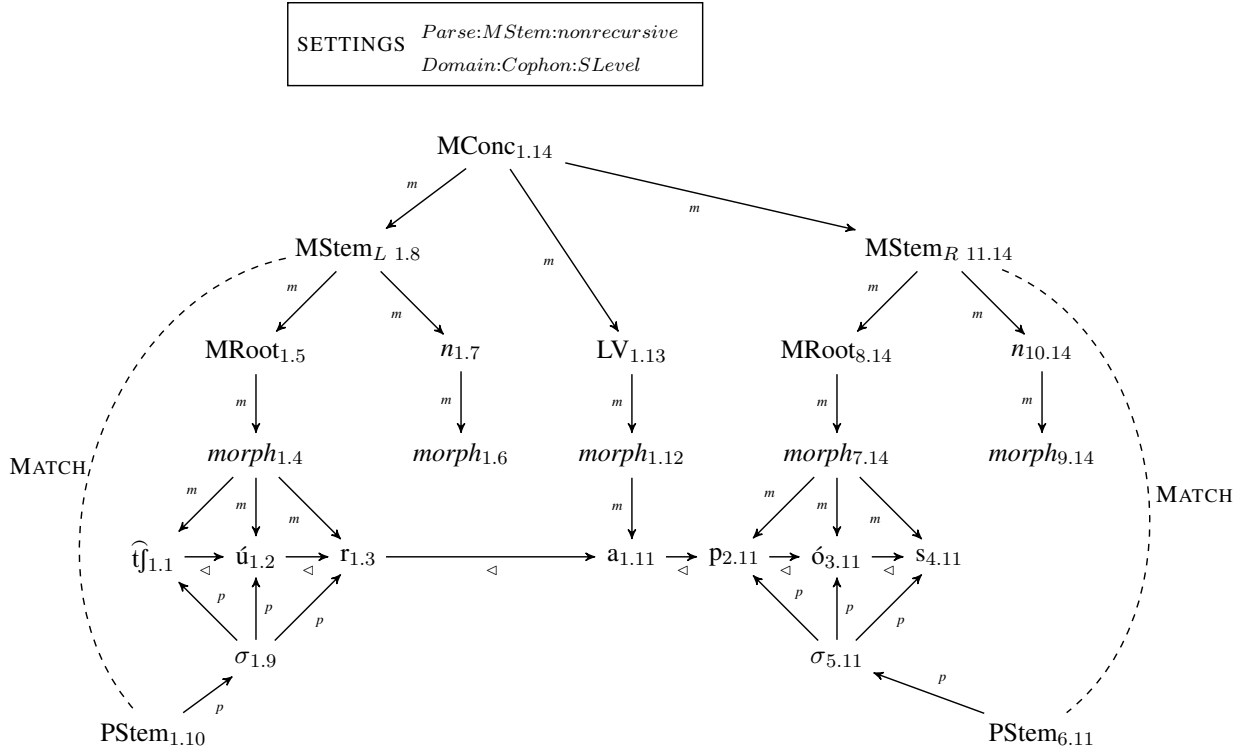 SETTINGS Parse:MStem:nonrecursive
Domain:Cophon:SLevel
MConc1.14
m m m
MStemL 1.8 MStemR 11.14
m m m m
MRoot1.5 n1.7 LV1.13 MRoot8.14 n10.14
m m m m m
morph1.4 morph1.6 morph1.12 morph7.14 morph9.14
MATCH MATCH
m m m m m m m
t͡ʃ1.1 ú1.2 r1.3 a1.11 p2.11 ó3.11 s4.11
◁ ◁ ◁ ◁ ◁ ◁
p p p p p p
σ1.9 σ5.11
p p
PStem1.10 PStem6.11